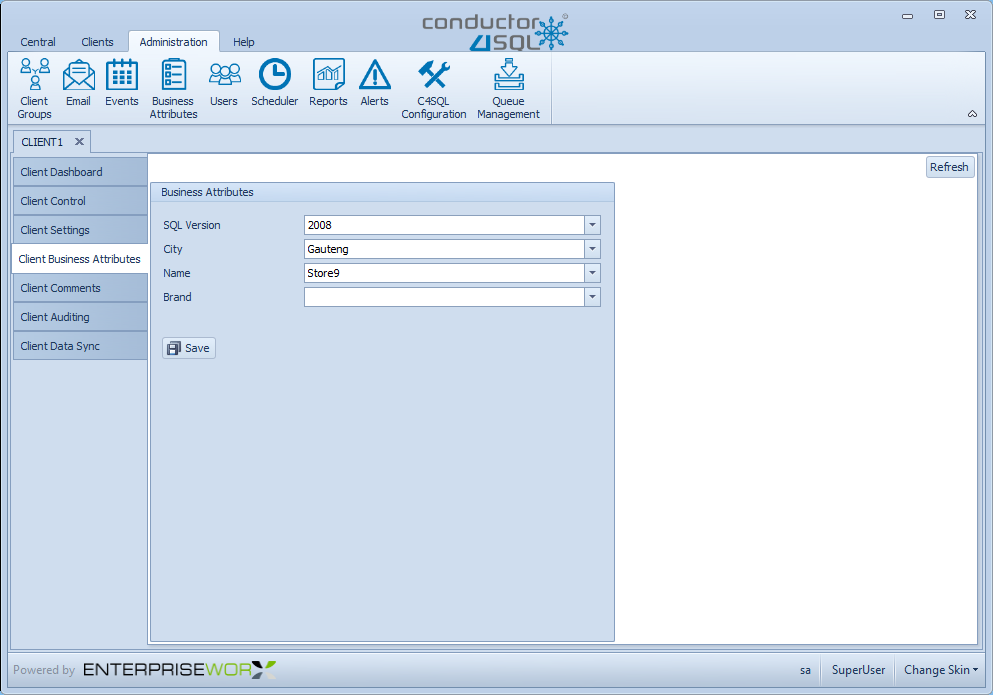 conductor
4SQL
Central Clients Administration Help
Client Groups Email Events Business Attributes Users Scheduler Reports Alerts C4SQL Configuration Queue Management
CLIENT1
Refresh
Client Dashboard
Client Control
Client Settings
Client Business Attributes
Client Comments
Client Auditing
Client Data Sync
Business Attributes
SQL Version 2008
City Gauteng
Name Store9
Brand
Save
Powered by ENTERPRISEWORX sa SuperUser Change Skin